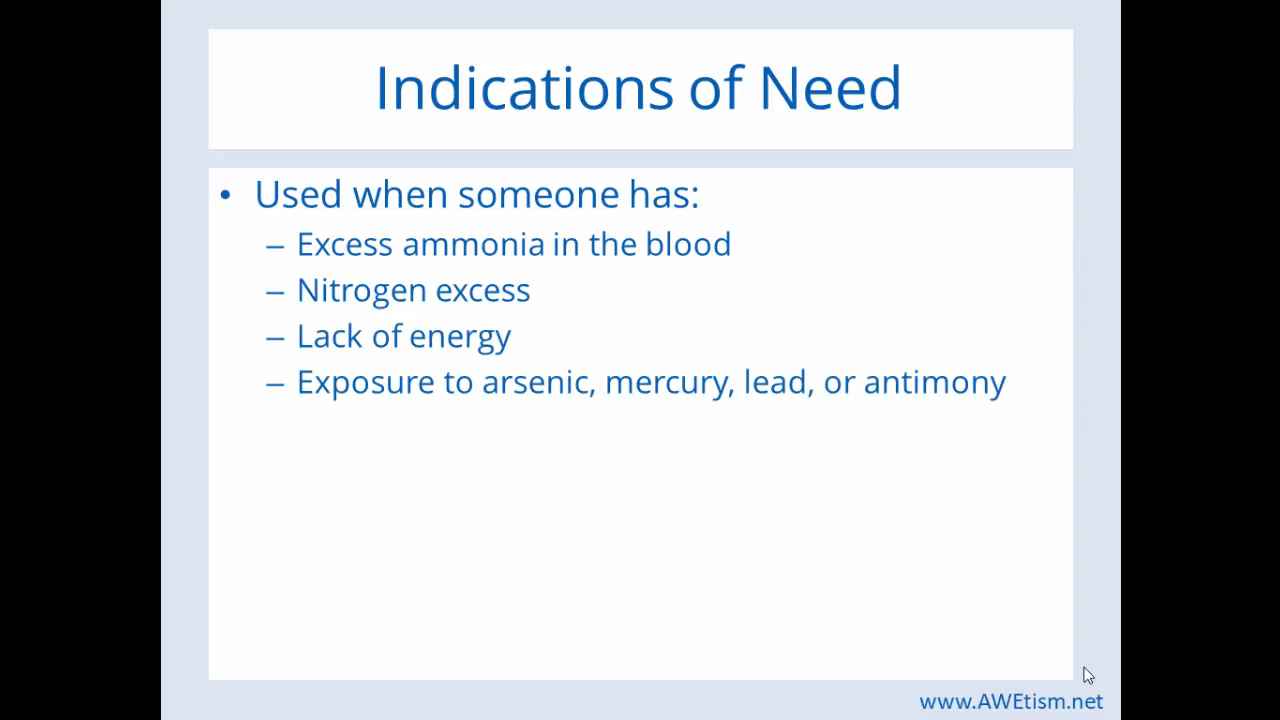 Indications of Need
• Used when someone has:
– Excess ammonia in the blood
– Nitrogen excess
– Lack of energy
– Exposure to arsenic, mercury, lead, or antimony
www.AWEtism.net